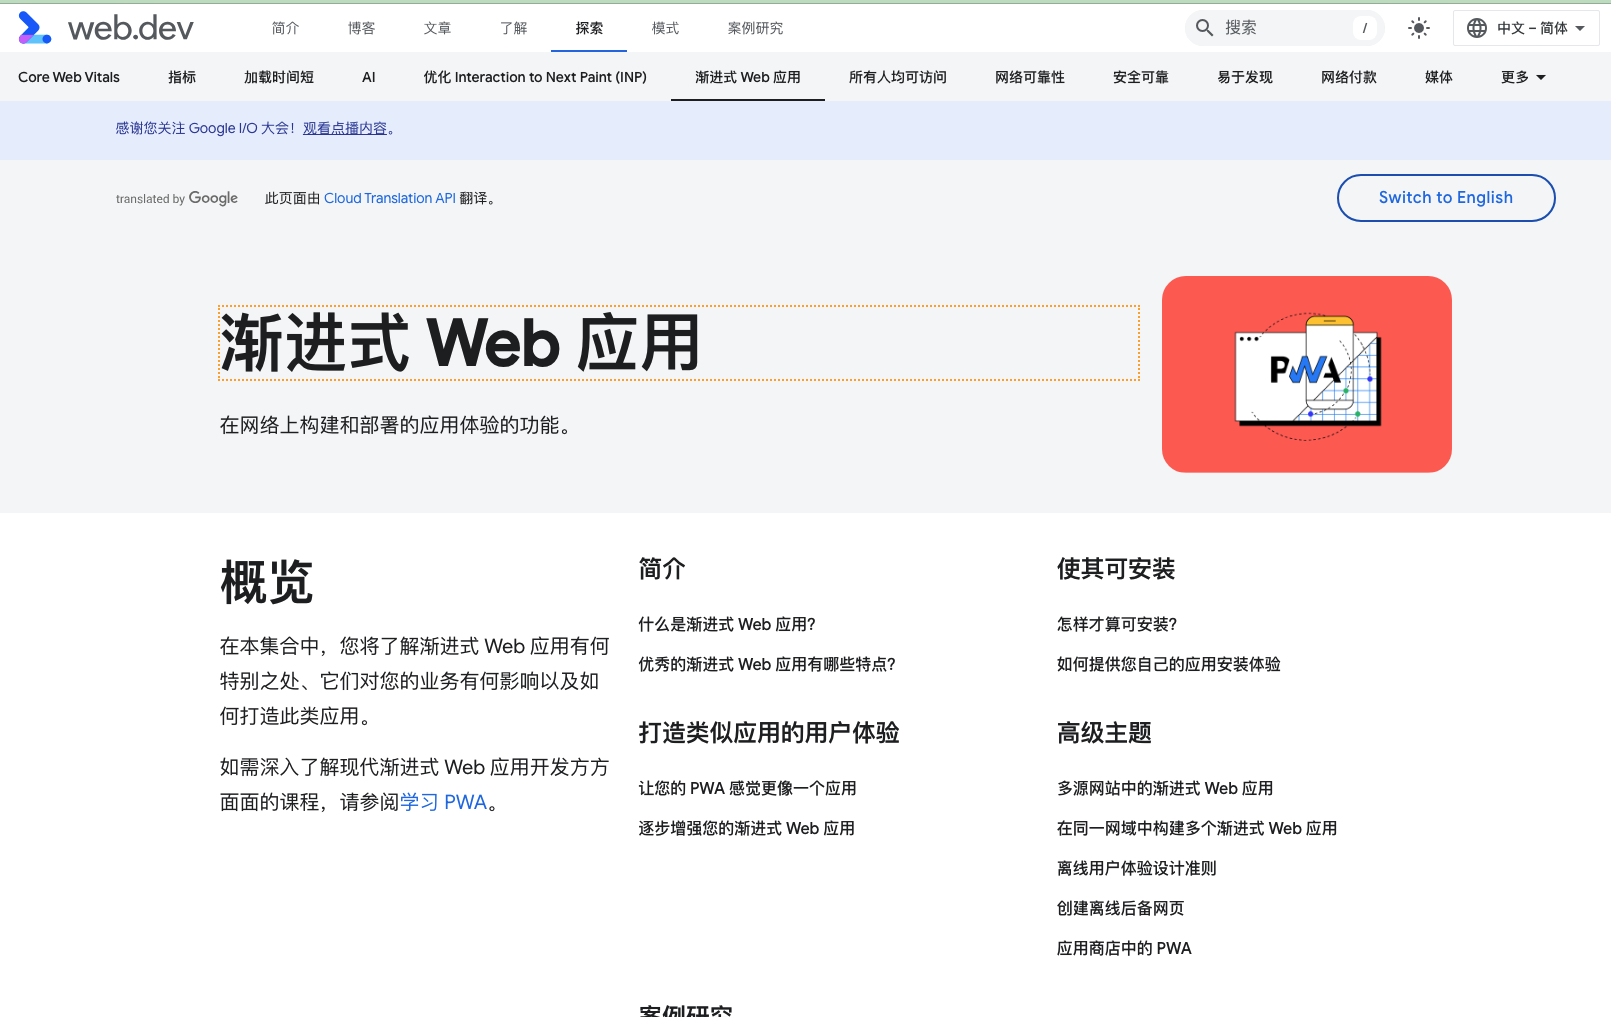 web.dev
简介
博客
文章
了解
探索
模式
案例研究
搜索
/
中文 – 简体
Core Web Vitals
指标
加载时间短
AI
优化 Interaction to Next Paint (INP)
渐进式 Web 应用
所有人均可访问
网络可靠性
安全可靠
易于发现
网络付款
媒体
更多
感谢您关注 Google I/O 大会！观看点播内容。
translated by Google
此页面由 Cloud Translation API 翻译。
Switch to English
渐进式 Web 应用
在网络上构建和部署的应用体验的功能。
PWA
概览
在本集合中，您将了解渐进式 Web 应用有何
特别之处、它们对您的业务有何影响以及如
何打造此类应用。
如需深入了解现代渐进式 Web 应用开发方方
面面的课程，请参阅学习 PWA。
简介
什么是渐进式 Web 应用？
优秀的渐进式 Web 应用有哪些特点？
使其可安装
怎样才算可安装？
如何提供您自己的应用安装体验
打造类似应用的用户体验
让您的 PWA 感觉更像一个应用
逐步增强您的渐进式 Web 应用
高级主题
多源网站中的渐进式 Web 应用
在同一网域中构建多个渐进式 Web 应用
离线用户体验设计准则
创建离线后备网页
应用商店中的 PWA
案例研究